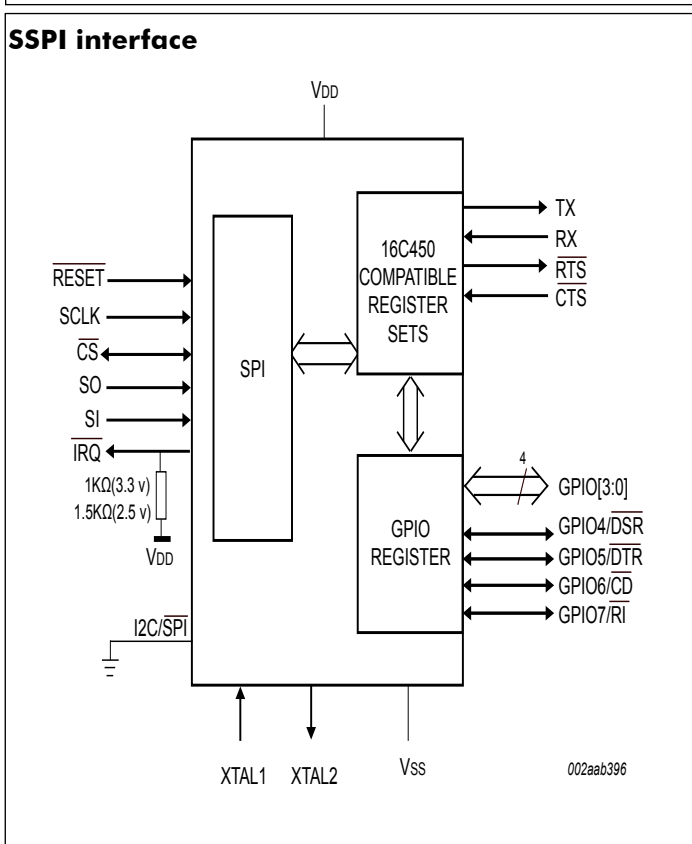 SSPI interface
VDD
TX
RX
RTS
CTS
16C450
COMPATIBLE
REGISTER
SETS
RESET
SCLK
CS
SO
SI
IRQ
SPI
1KΩ(3.3 v)
1.5KΩ(2.5 v)
VDD
4
GPIO[3:0]
GPIO4/DSR
GPIO5/DTR
GPIO6/CD
GPIO7/RI
GPIO
REGISTER
I2C/SPI
XTAL1
XTAL2
VSS
002aab396